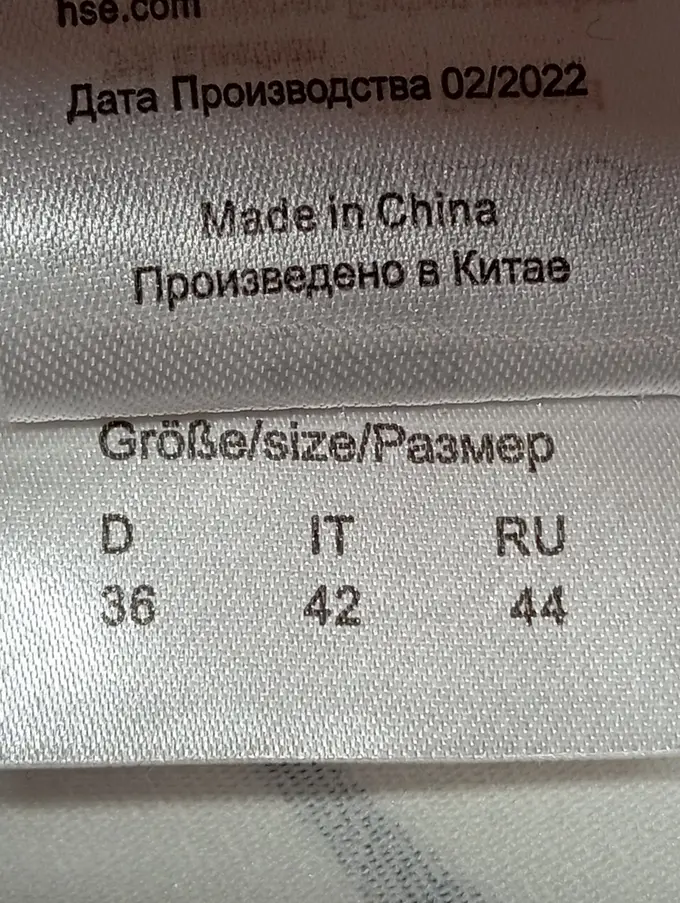 hse.com
Дата Производства 02/2022
Made in China
Произведено в Китае
Größe/size/Размер
D IT RU
36 42 44